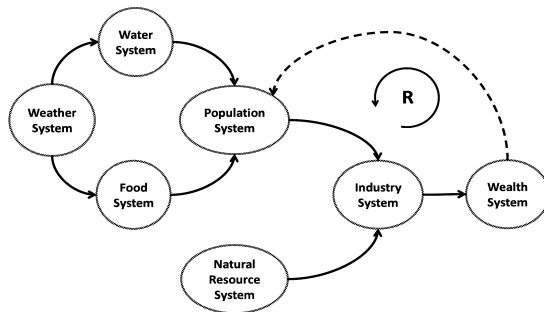 Water
System
Weather
System
Population
System
R
Food
System
Industry
System
Wealth
System
Natural
Resource
System